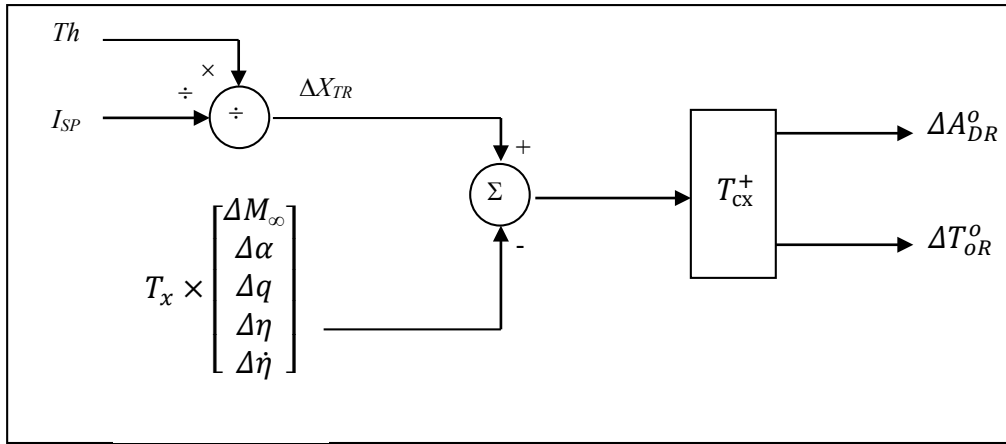 Th
×
÷
÷
ΔX_TR
I_SP
+
Σ
-
T_x × [ΔM_∞
Δα
Δq
Δη
Δη̇]
T_cx^+
ΔA_DR^o
ΔT_oR^o